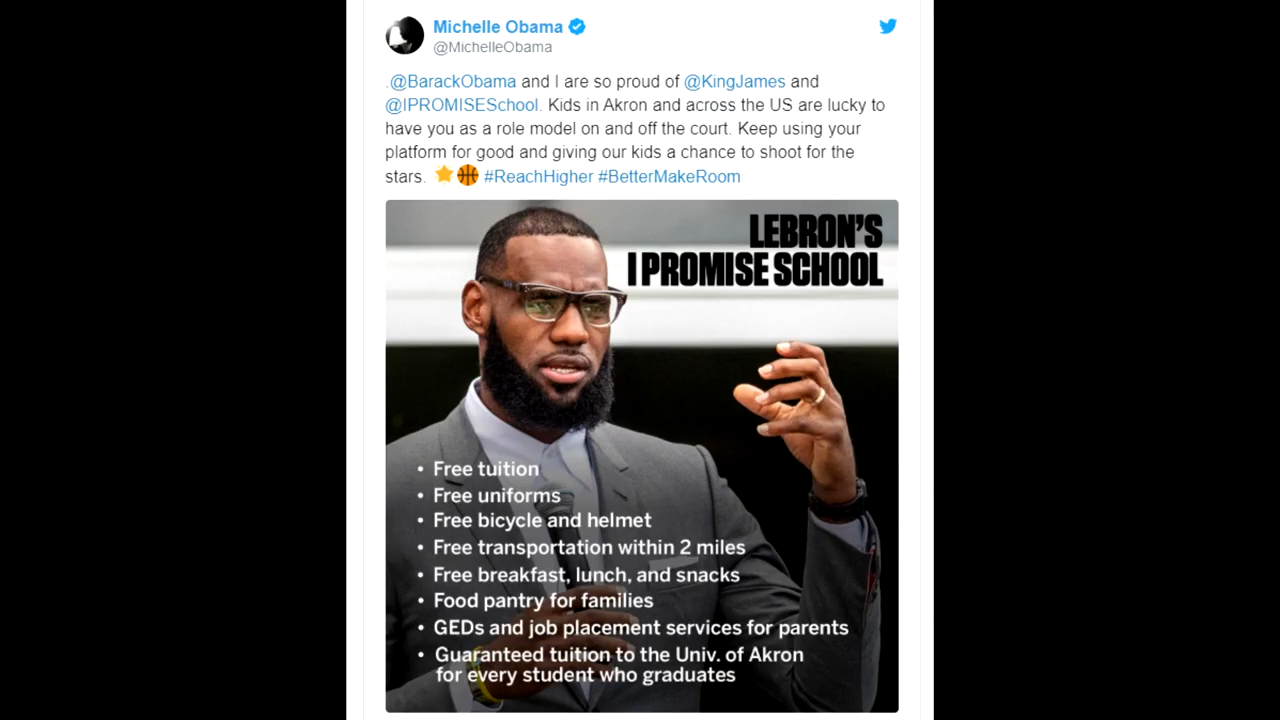 Michelle Obama
@MichelleObama
.@BarackObama and I are so proud of @KingJames and
@IPROMISESchool. Kids in Akron and across the US are lucky to
have you as a role model on and off the court. Keep using your
platform for good and giving our kids a chance to shoot for the
stars. ⭐🏀 #ReachHigher #BetterMakeRoom
LEBRON'S
I PROMISE SCHOOL
• Free tuition
• Free uniforms
• Free bicycle and helmet
• Free transportation within 2 miles
• Free breakfast, lunch, and snacks
• Food pantry for families
• GEDs and job placement services for parents
• Guaranteed tuition to the Univ. of Akron
for every student who graduates